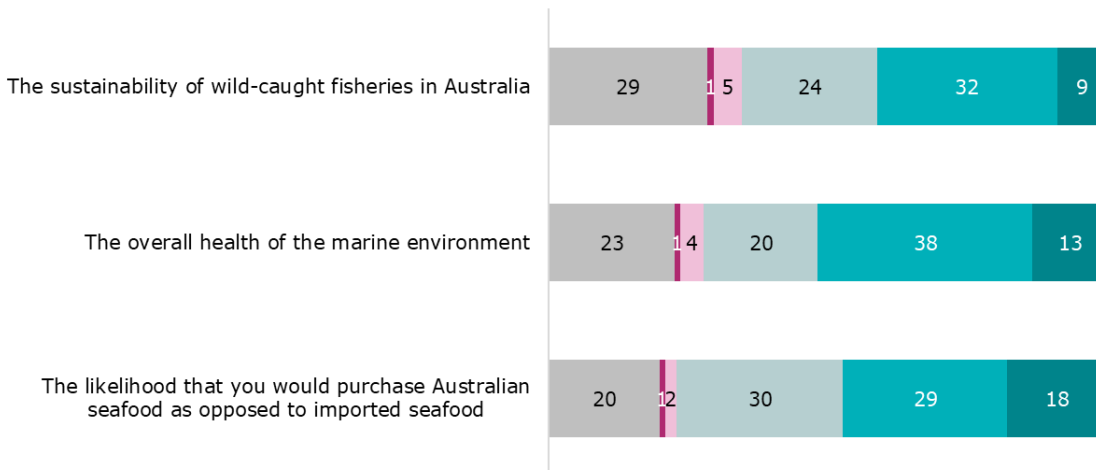 The sustainability of wild-caught fisheries in Australia
29 1 5 24 32 9
The overall health of the marine environment
23 1 4 20 38 13
The likelihood that you would purchase Australian
seafood as opposed to imported seafood
20 1 2 30 29 18